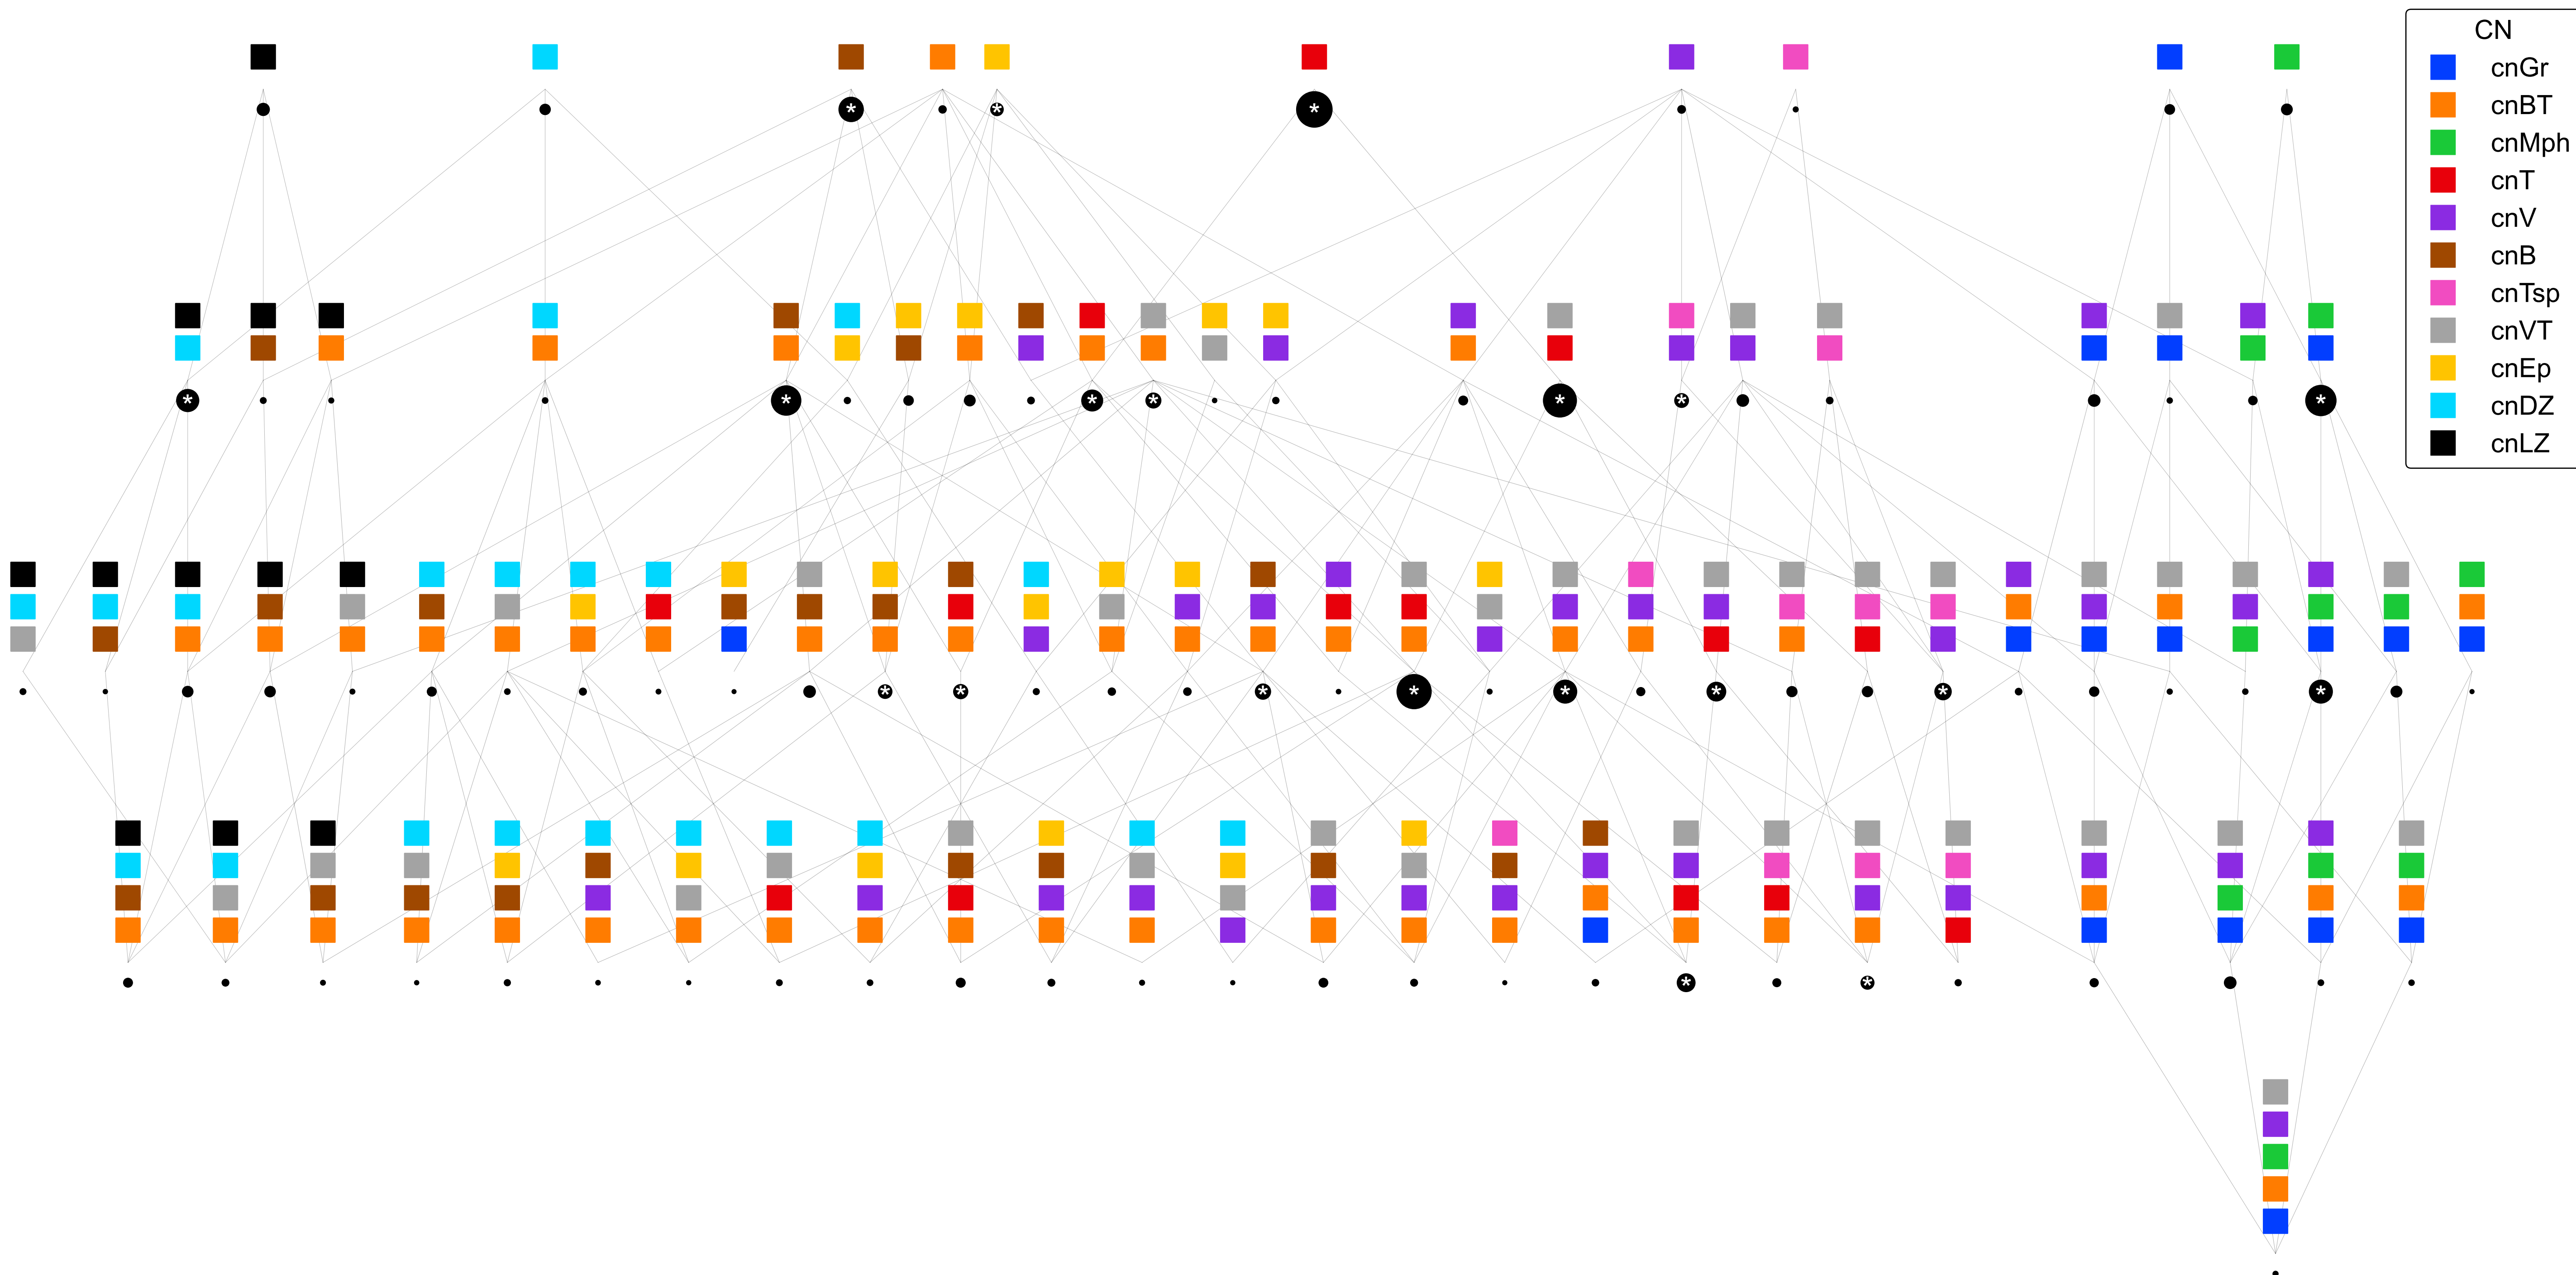 CN
cnGr
cnBT
cnMph
cnT
cnV
cnB
cnTsp
cnVT
cnEp
cnDZ
cnLZ
* * *
* * * * * *
* * * * * * * *
* *